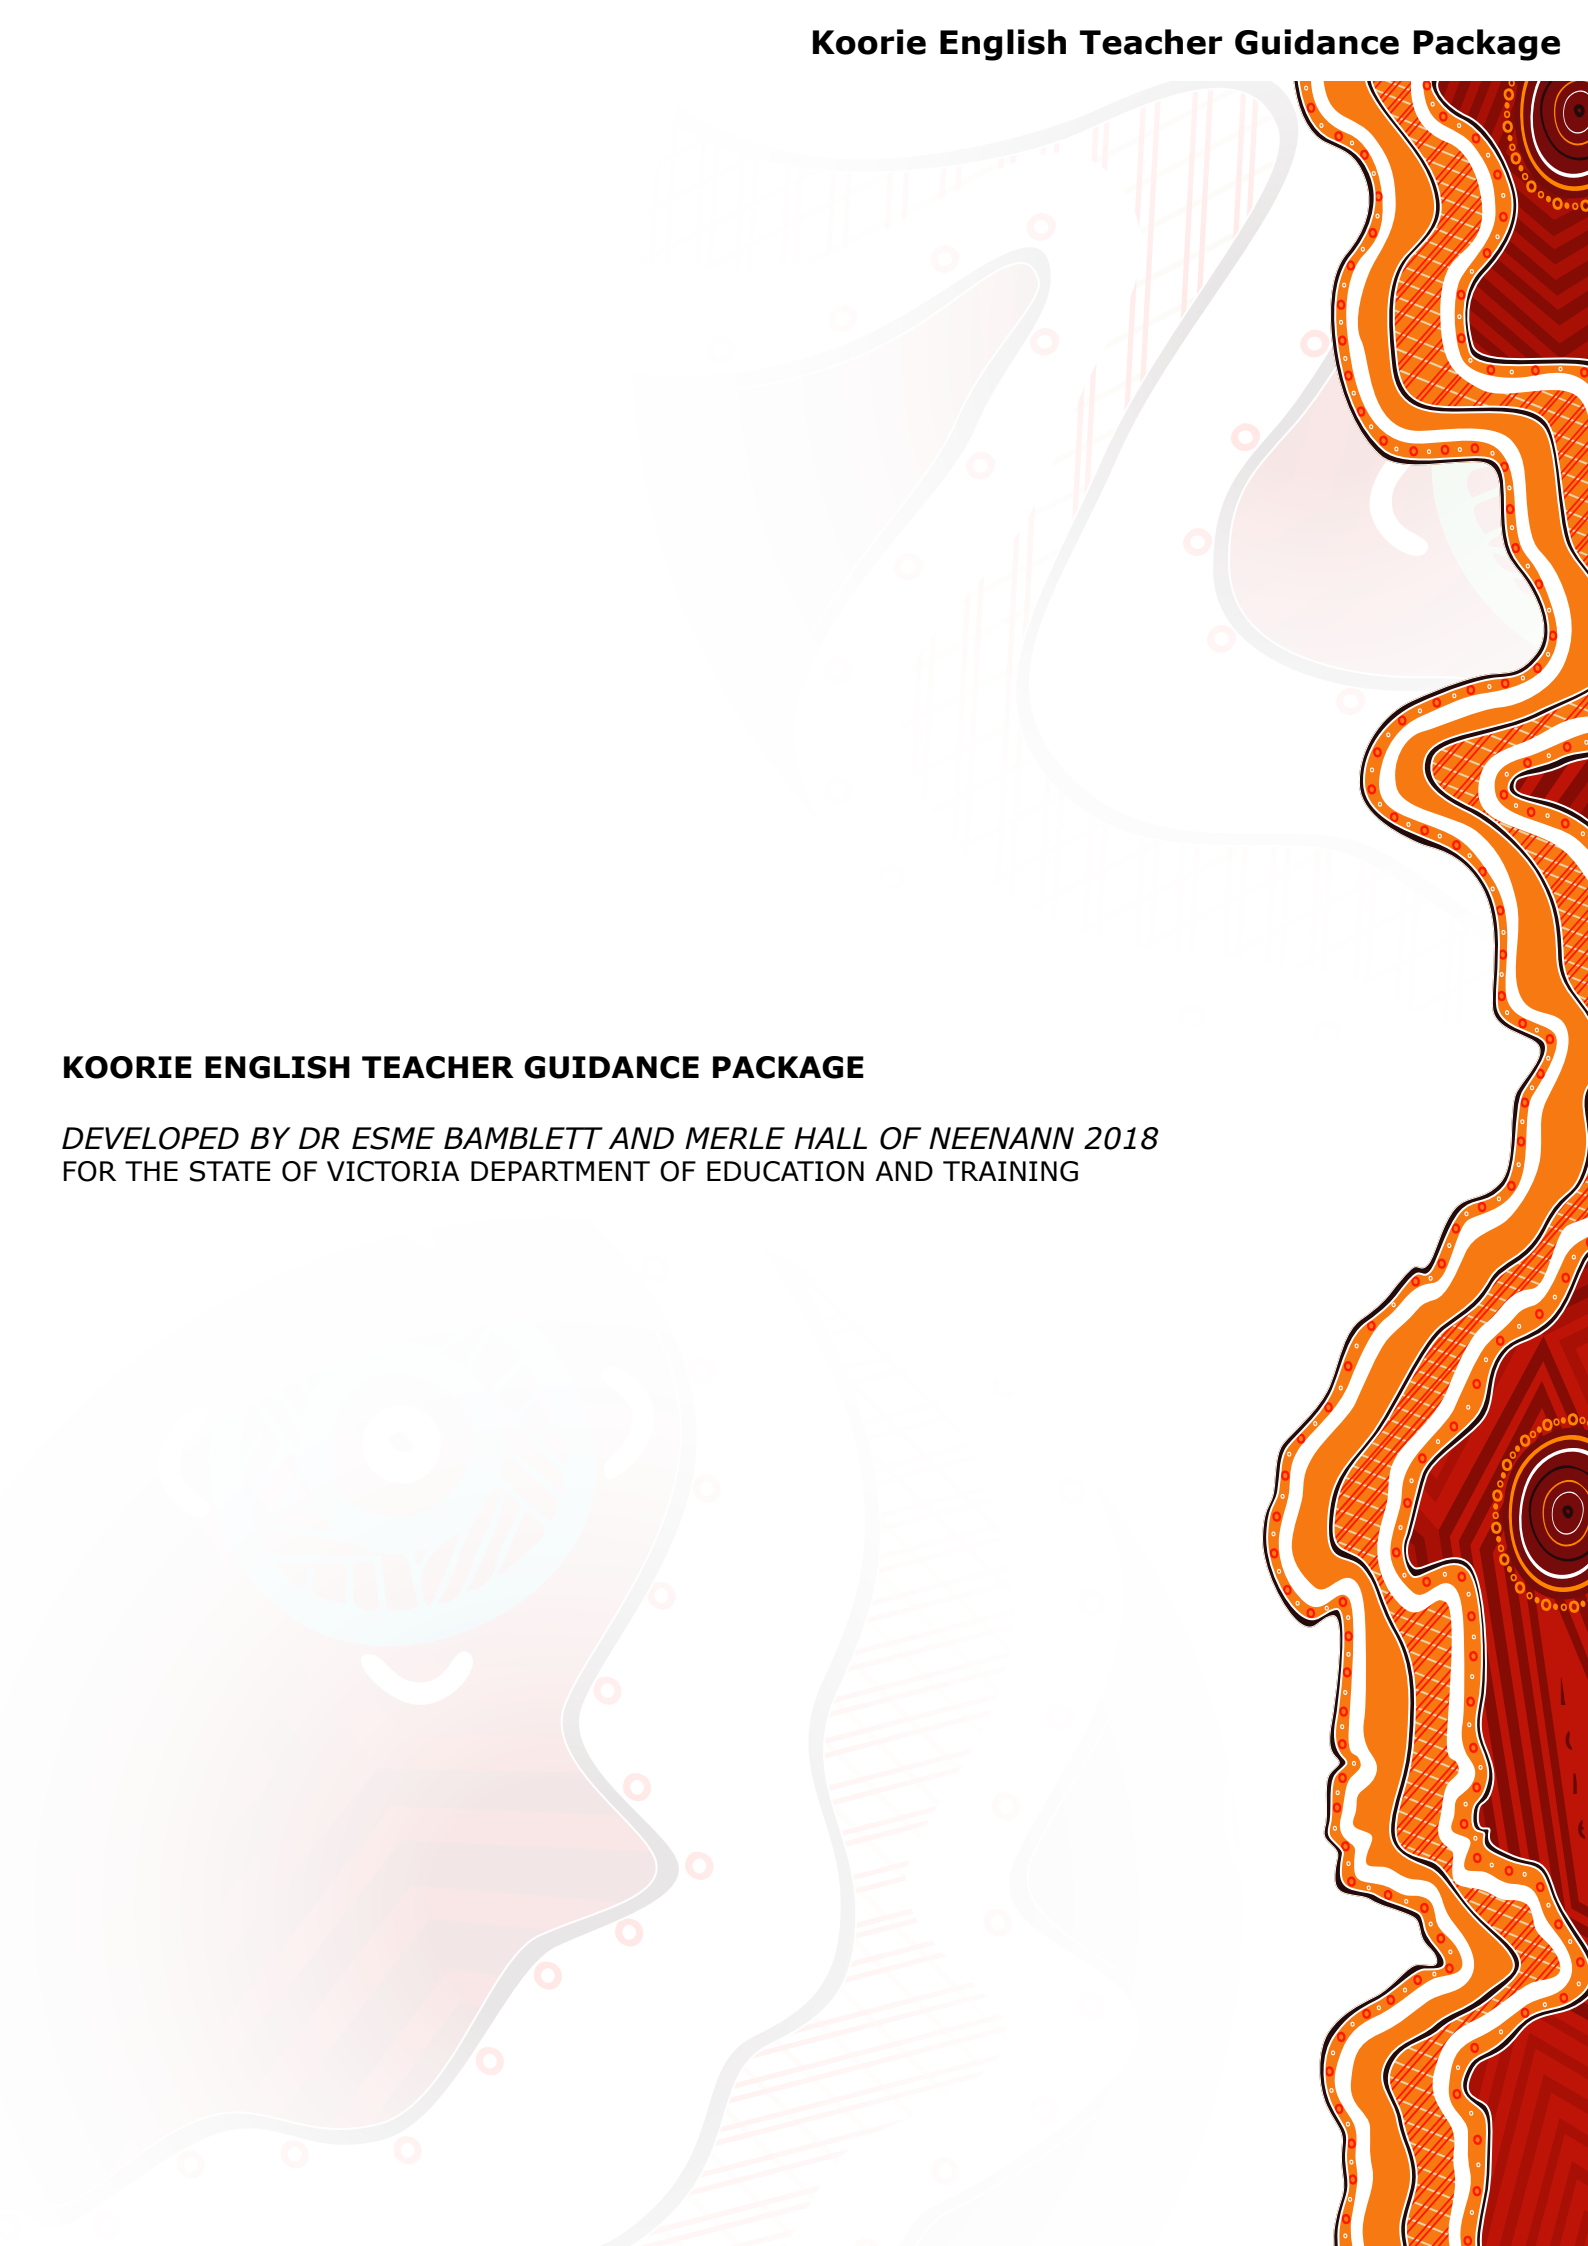 Koorie English Teacher Guidance Package
KOORIE ENGLISH TEACHER GUIDANCE PACKAGE
DEVELOPED BY DR ESME BAMBLETT AND MERLE HALL OF NEENANN 2018
FOR THE STATE OF VICTORIA DEPARTMENT OF EDUCATION AND TRAINING